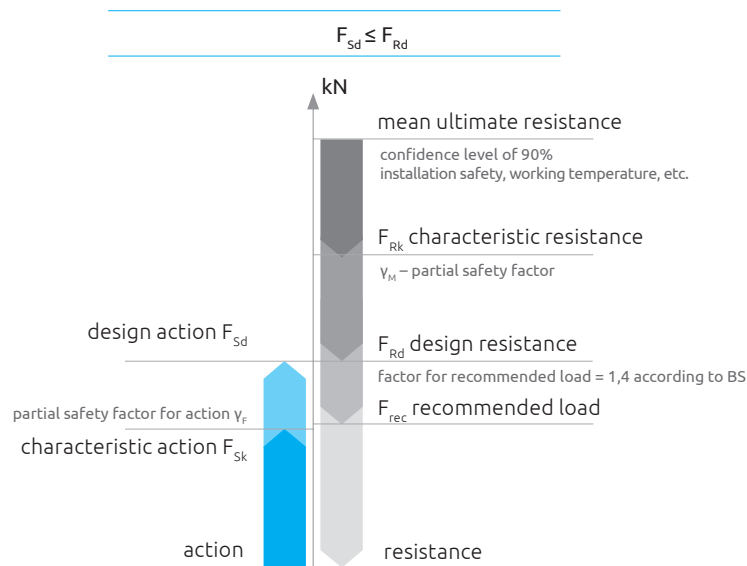 F_Sd ≤ F_Rd
kN
mean ultimate resistance
confidence level of 90%
installation safety, working temperature, etc.
F_Rk characteristic resistance
γ_M – partial safety factor
design action F_Sd
F_Rd design resistance
factor for recommended load = 1,4 according to BS
partial safety factor for action γ_F
F_rec recommended load
characteristic action F_Sk
action
resistance